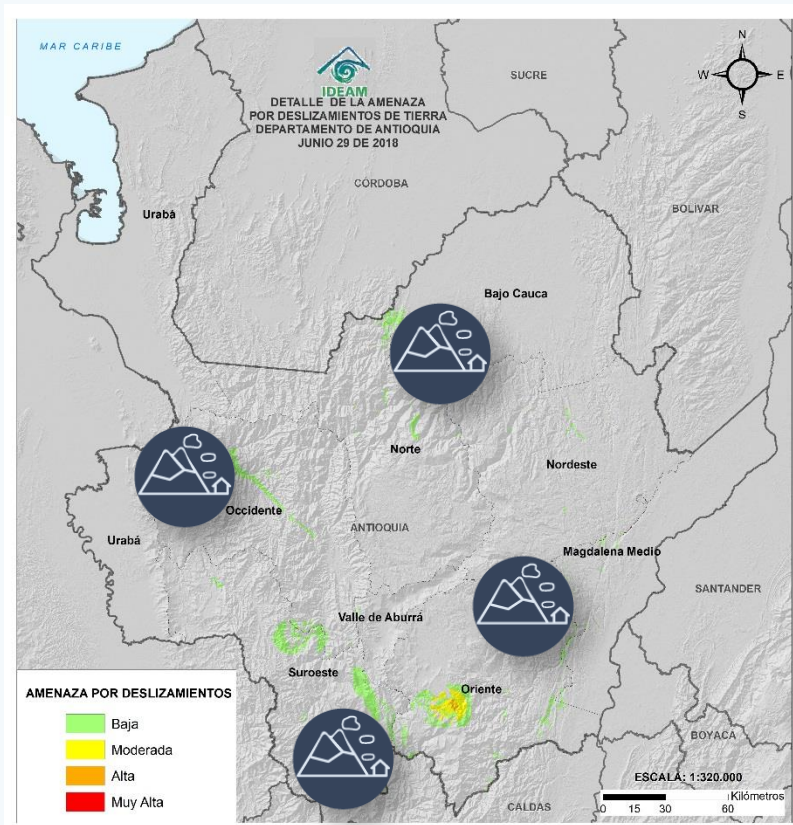 MAR CARIBE
IDEAM
DETALLE DE LA AMENAZA
POR DESLIZAMIENTOS DE TIERRA
DEPARTAMENTO DE ANTIOQUIA
JUNIO 29 DE 2018
N
W
E
S
SUCRE
CÓRDOBA
BOLIVAR
Urabá
Bajo Cauca
Norte
Nordeste
Occidente
ANTIOQUIA
Urabá
Magdalena Medio
SANTANDER
Valle de Aburrá
Suroeste
Oriente
AMENAZA POR DESLIZAMIENTOS
Baja
Moderada
Alta
Muy Alta
BOYACA
CALDAS
ESCALA: 1:320.000
Kilómetros
0 15 30 60